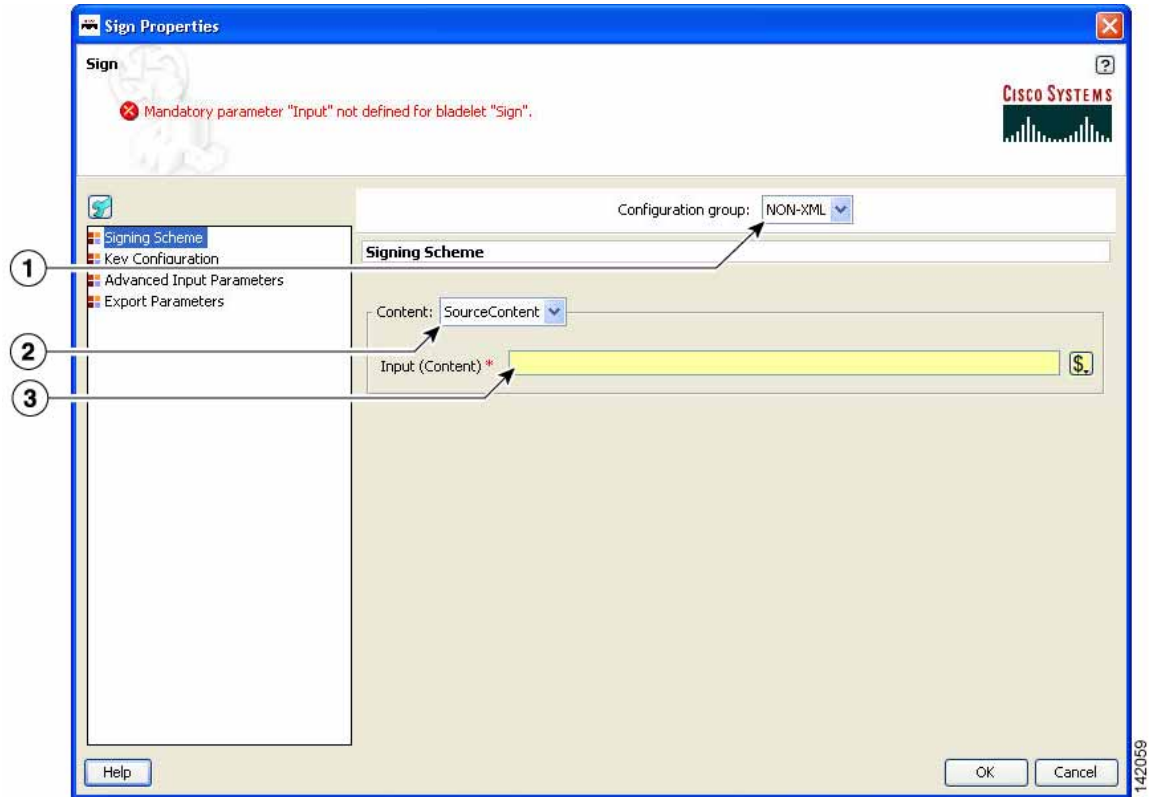 Sign Properties
Sign
Mandatory parameter "Input" not defined for bladelet "Sign".
CISCO SYSTEMS
Configuration group: NON-XML
Signing Scheme
Key Configuration
Advanced Input Parameters
Export Parameters
Signing Scheme
Content: SourceContent
Input (Content) *
$
1
2
3
Help
OK
Cancel
142059